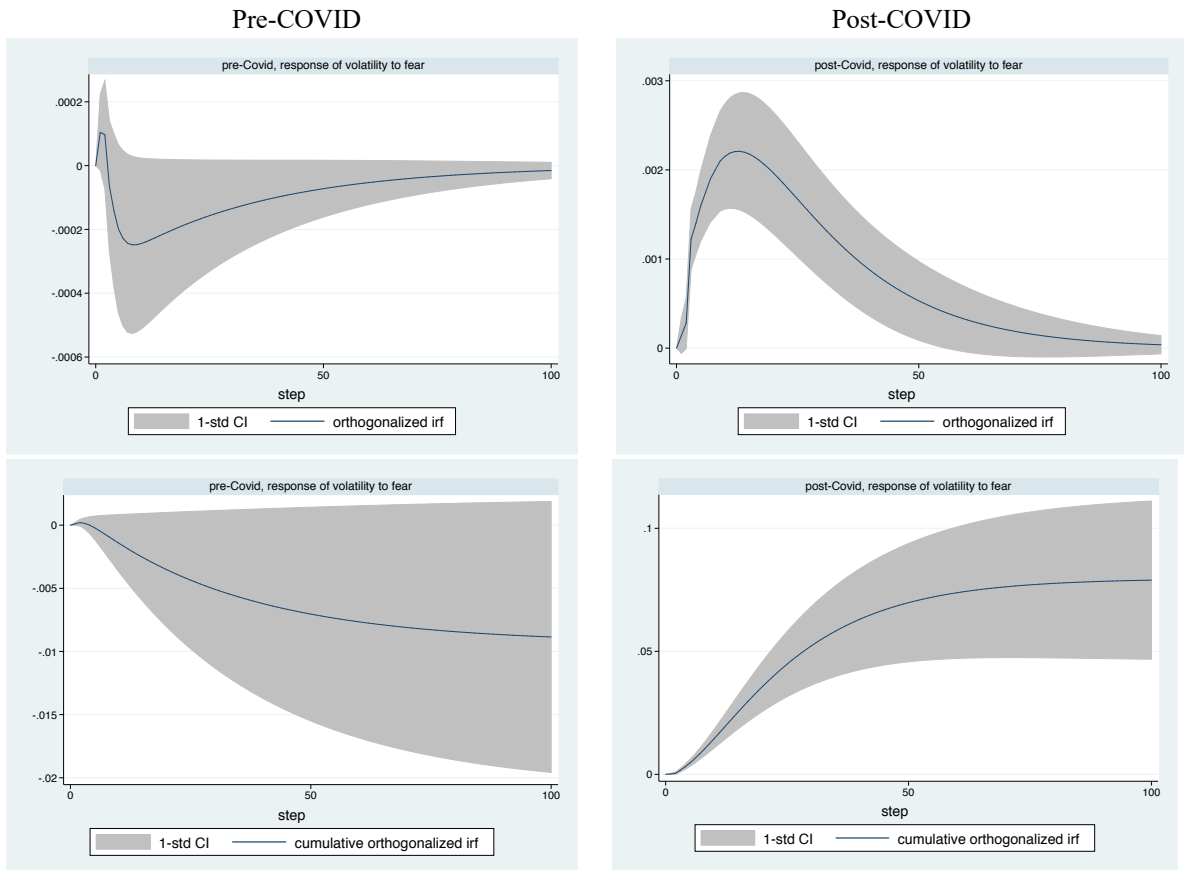 Pre-COVID
Post-COVID
pre-Covid, response of volatility to fear
.0002
0
-.0002
-.0004
-.0006
0
50
100
step
1-std CI
orthogonalized irf
post-Covid, response of volatility to fear
.003
.002
.001
0
0
50
100
step
1-std CI
orthogonalized irf
pre-Covid, response of volatility to fear
0
-.005
-.01
-.015
-.02
0
50
100
step
1-std CI
cumulative orthogonalized irf
post-Covid, response of volatility to fear
.1
.05
0
0
50
100
step
1-std CI
cumulative orthogonalized irf